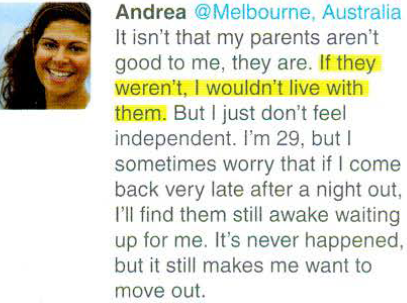 Andrea @Melbourne, Australia
It isn't that my parents aren't
good to me, they are. If they
weren't, I wouldn't live with
them. But I just don't feel
independent. I'm 29, but I
sometimes worry that if I come
back very late after a night out,
I'll find them still awake waiting
up for me. It's never happened,
but it still makes me want to
move out.